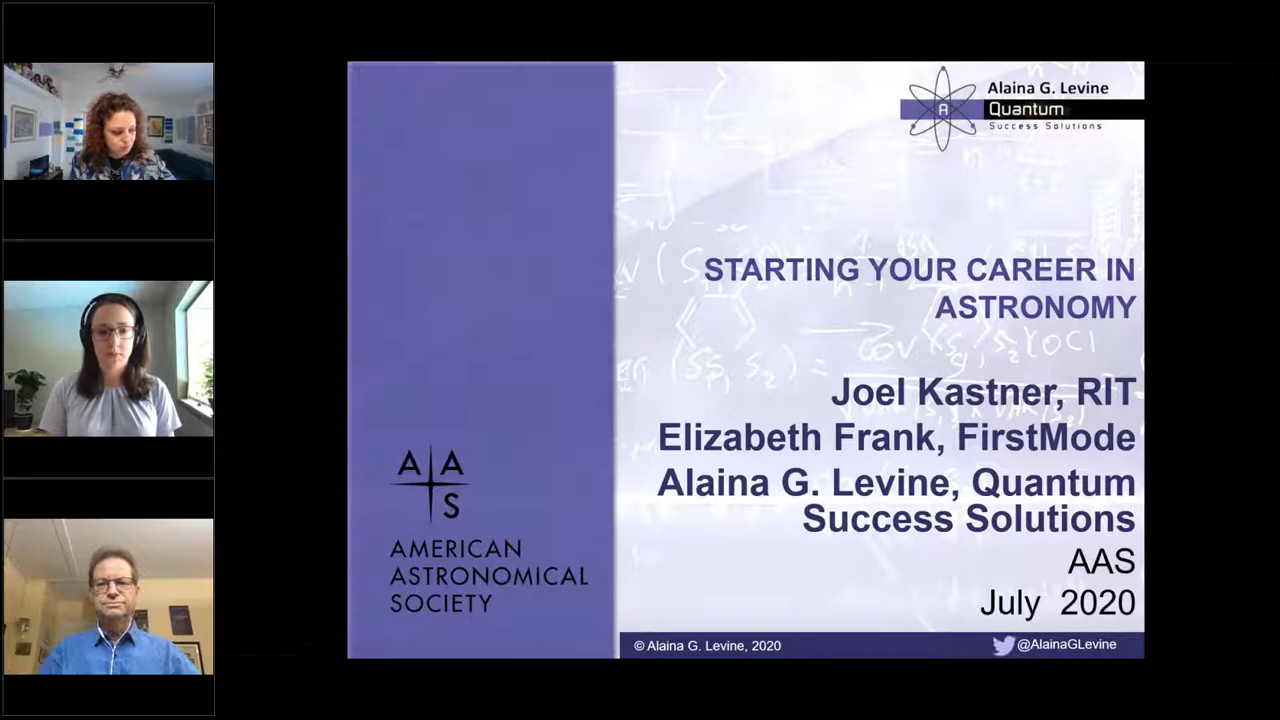 Alaina G. Levine
A
Quantum
Success Solutions
STARTING YOUR CAREER IN
ASTRONOMY
Joel Kastner, RIT
Elizabeth Frank, FirstMode
Alaina G. Levine, Quantum
Success Solutions
AAS
July 2020
A A
S
AMERICAN
ASTRONOMICAL
SOCIETY
© Alaina G. Levine, 2020
@AlainaGLevine